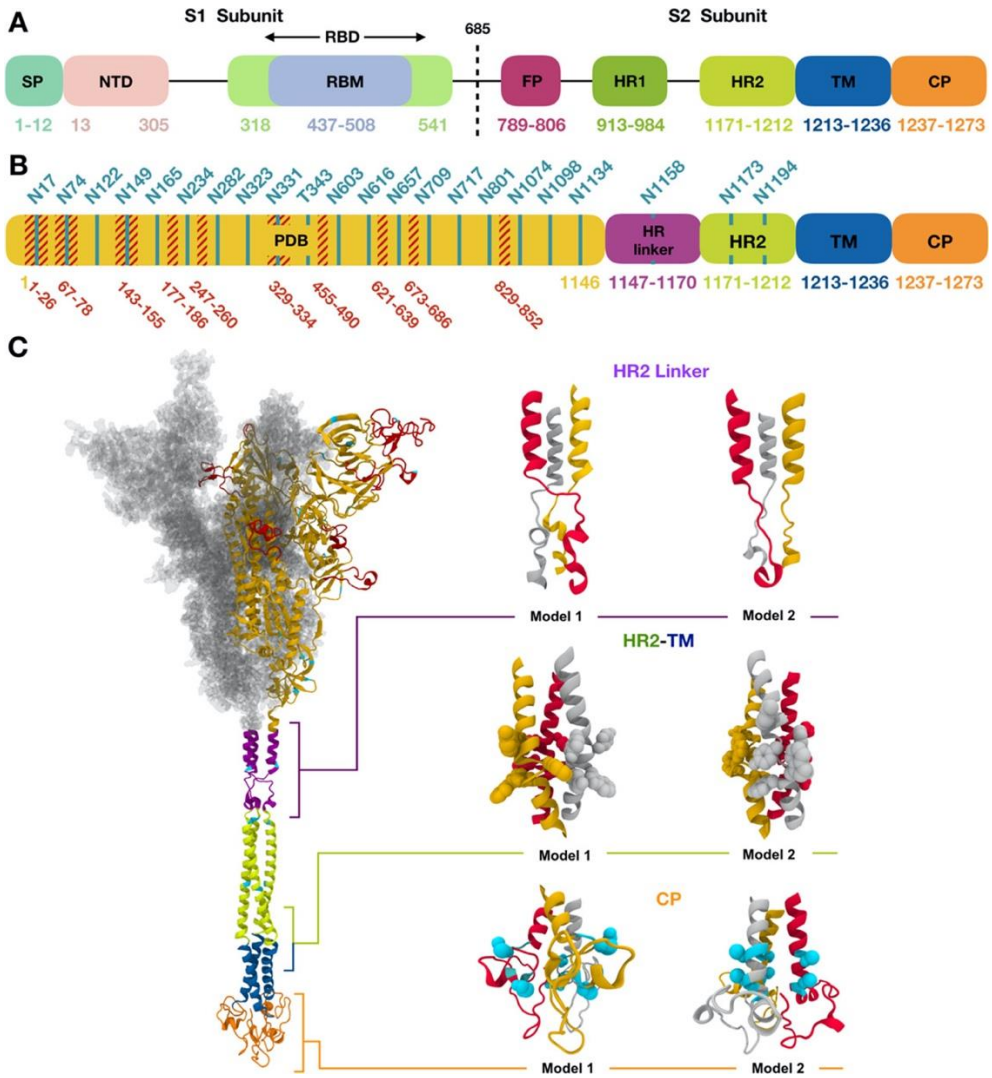 A
S1 Subunit
S2 Subunit
RBD
685
SP
NTD
RBM
FP
HR1
HR2
TM
CP
1-12
13
305
318
437-508
541
789-806
913-984
1171-1212
1213-1236
1237-1273
B
N17
N74
N122
N149
N165
N234
N282
N323
N331
T343
N603
N616
N657
N709
N717
N801
N1074
N1098
N1134
N1158
N1173
N1194
PDB
HR
linker
HR2
TM
CP
1
1-26
67-78
143-155
177-186
247-260
329-334
455-490
621-639
673-686
829-852
1146
1147-1170
1171-1212
1213-1236
1237-1273
C
HR2 Linker
Model 1
Model 2
HR2-TM
Model 1
Model 2
CP
Model 1
Model 2